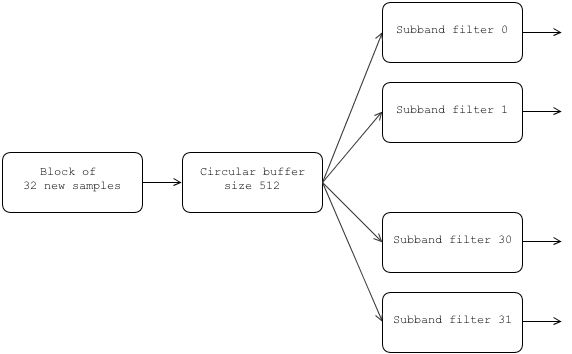 Subband filter 0
Subband filter 1
Block of
32 new samples
Circular buffer
size 512
Subband filter 30
Subband filter 31